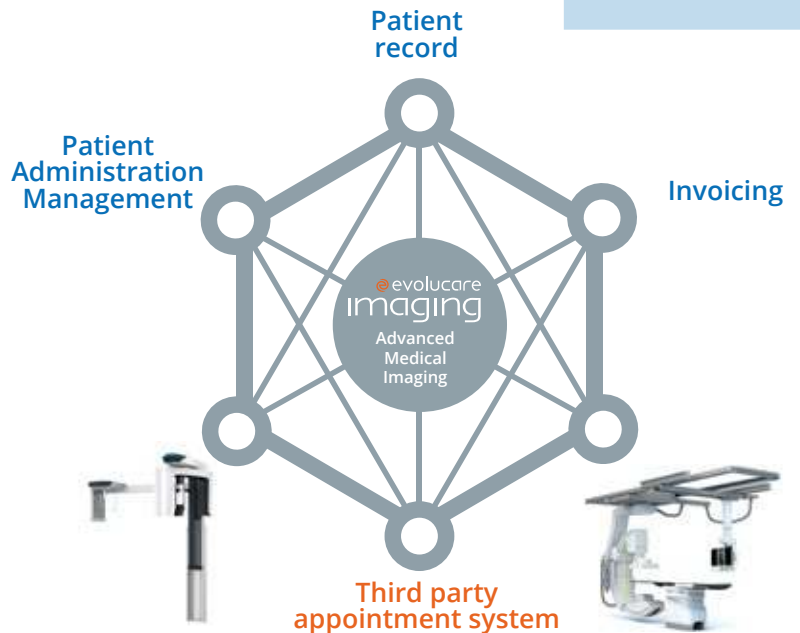 Patient
record
Patient
Administration
Management
Invoicing
evolucare
imaging
Advanced
Medical
Imaging
Third party
appointment system